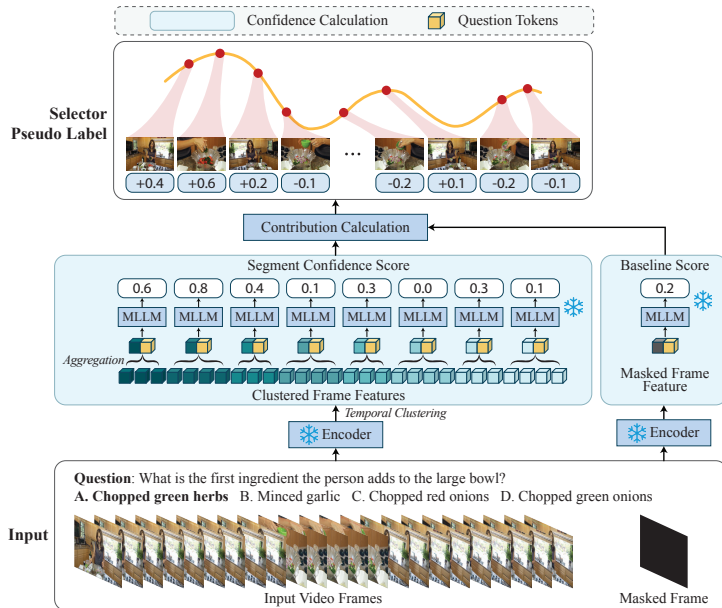 Confidence Calculation
Question Tokens
Selector
Pseudo Label
...
+0.4 +0.6 +0.2 -0.1 -0.2 +0.1 -0.2 -0.1
Contribution Calculation
Segment Confidence Score
Baseline Score
0.6 0.8 0.4 0.1 0.3 0.0 0.3 0.1
0.2
MLLM MLLM MLLM MLLM MLLM MLLM MLLM MLLM
MLLM
Aggregation
Clustered Frame Features
Masked Frame
Feature
Temporal Clustering
Encoder
Encoder
Input
Question: What is the first ingredient the person adds to the large bowl?
A. Chopped green herbs B. Minced garlic C. Chopped red onions D. Chopped green onions
Input Video Frames
Masked Frame